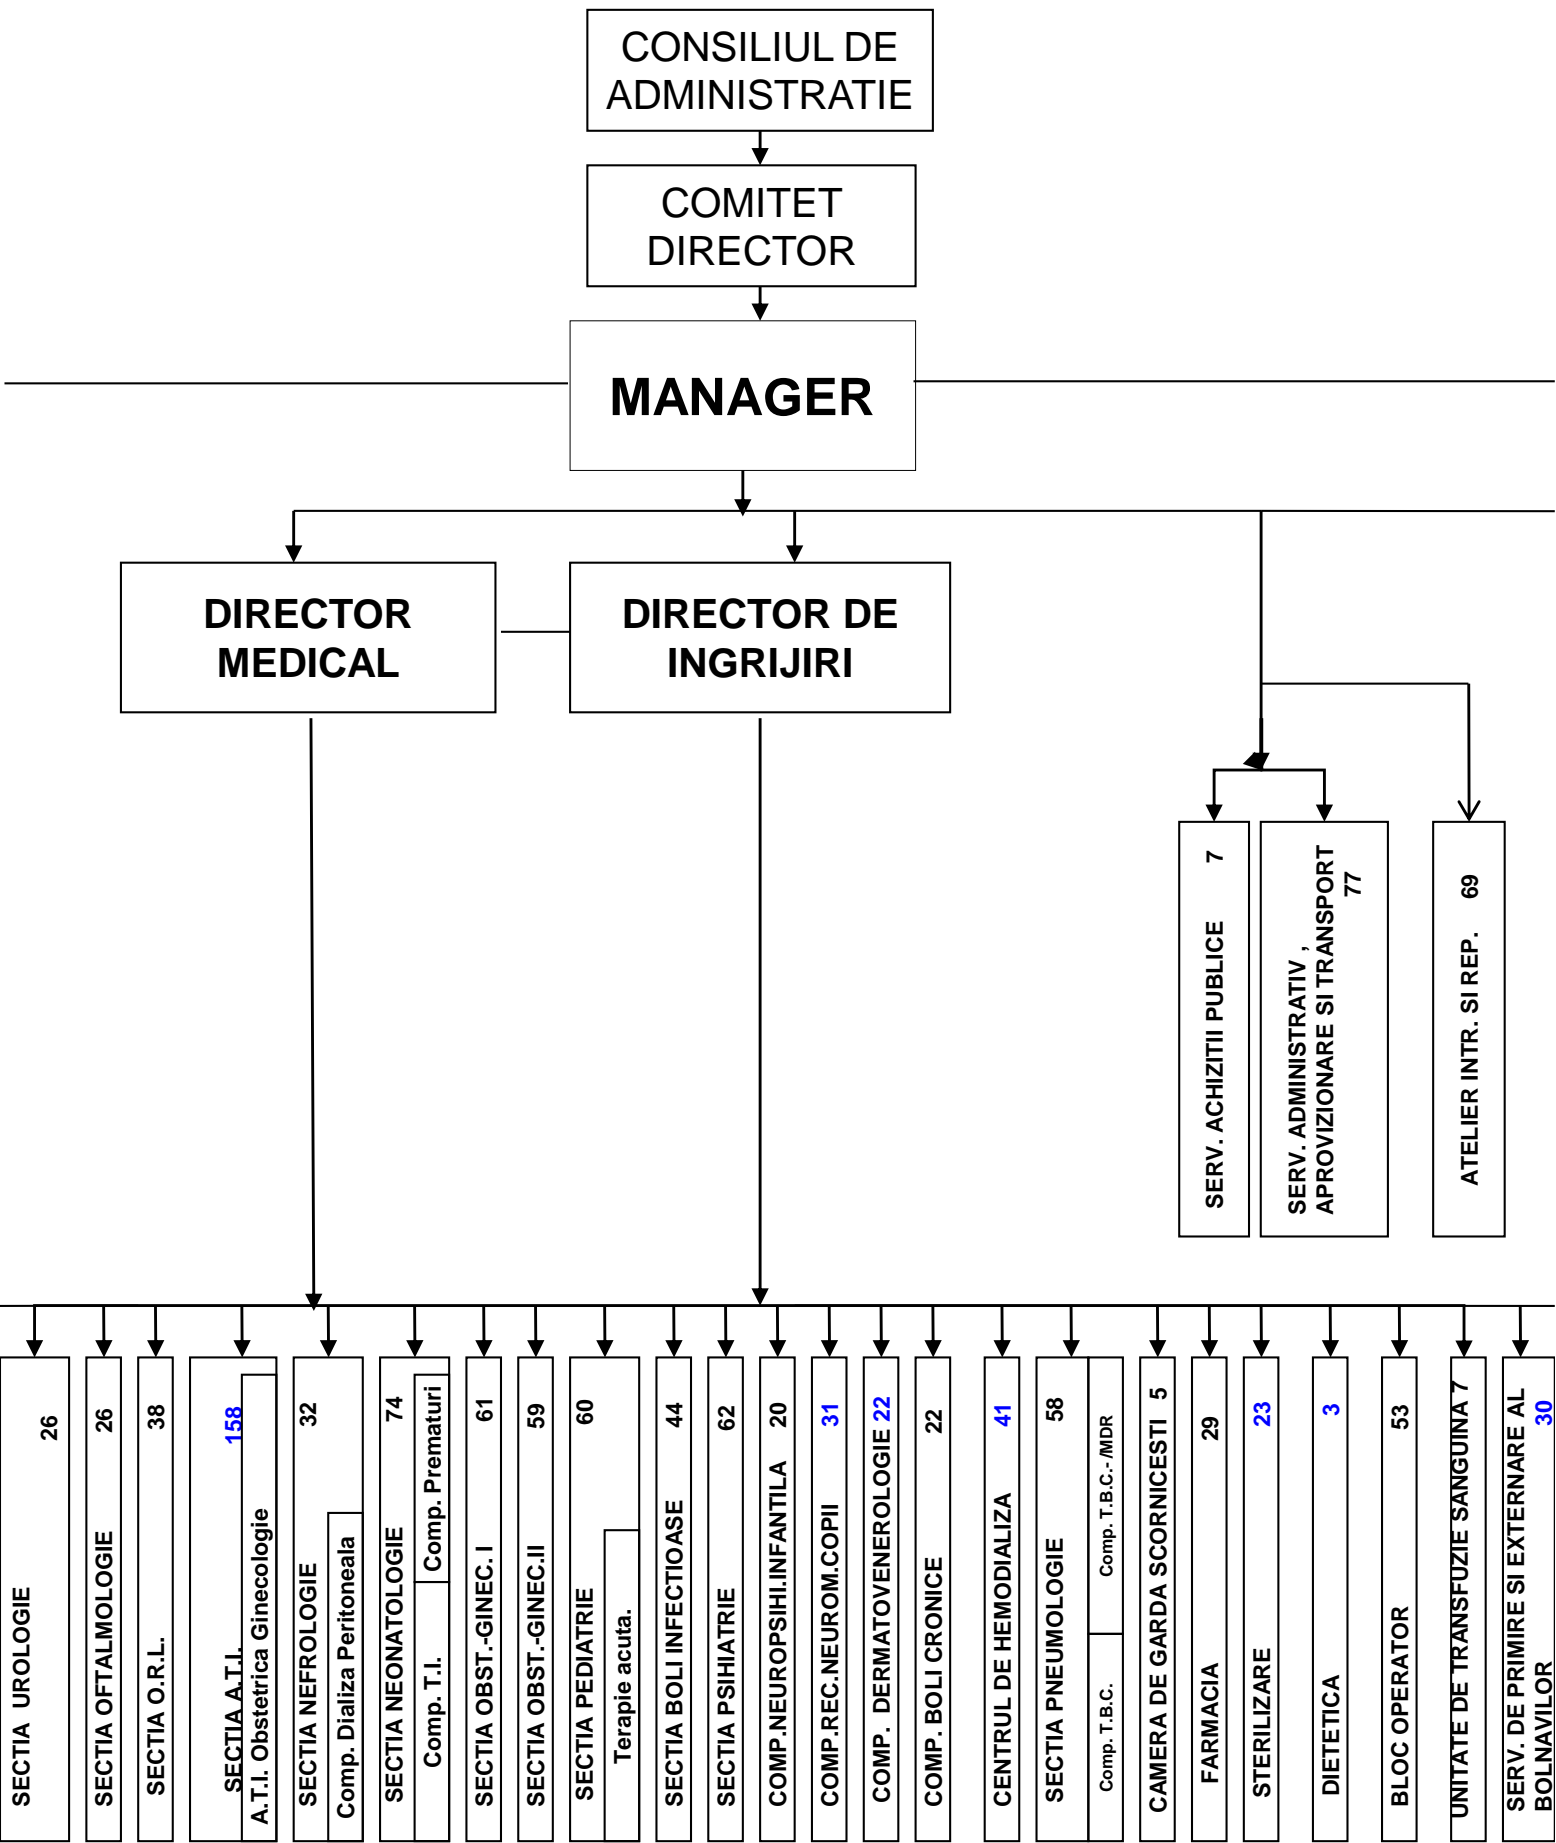 CONSILIUL DE
ADMINISTRATIE
COMITET
DIRECTOR
MANAGER
DIRECTOR
MEDICAL
DIRECTOR DE
INGRIJIRI
SERV. ACHIZITII PUBLICE 7
SERV. ADMINISTRATIV ,
APROVIZIONARE SI TRANSPORT
77
ATELIER INTR. SI REP. 69
SECTIA UROLOGIE 26
SECTIA OFTALMOLOGIE 26
SECTIA O.R.L. 38
SECTIA A.T.I. 158
A.T.I. Obstetrica Ginecologie
SECTIA NEFROLOGIE 32
Comp. Dializa Peritoneala
SECTIA NEONATOLOGIE 74
Comp. T.I.
Comp. Prematuri
SECTIA OBST.-GINEC. I 61
SECTIA OBST.-GINEC.II 59
SECTIA PEDIATRIE 60
Terapie acuta.
SECTIA BOLI INFECTIOASE 44
SECTIA PSIHIATRIE 62
COMP.NEUROPSIHI.INFANTILA 20
COMP.REC.NEUROM.COPII 31
COMP. DERMATOVENEROLOGIE 22
COMP. BOLI CRONICE 22
CENTRUL DE HEMODIALIZA 41
SECTIA PNEUMOLOGIE 58
Comp. T.B.C.
Comp. T.B.C.- /MDR
CAMERA DE GARDA SCORNICESTI 5
FARMACIA 29
STERILIZARE 23
DIETETICA 3
BLOC OPERATOR 53
UNITATE DE TRANSFUZIE SANGUINA 7
SERV. DE PRIMIRE SI EXTERNARE AL
BOLNAVILOR 30